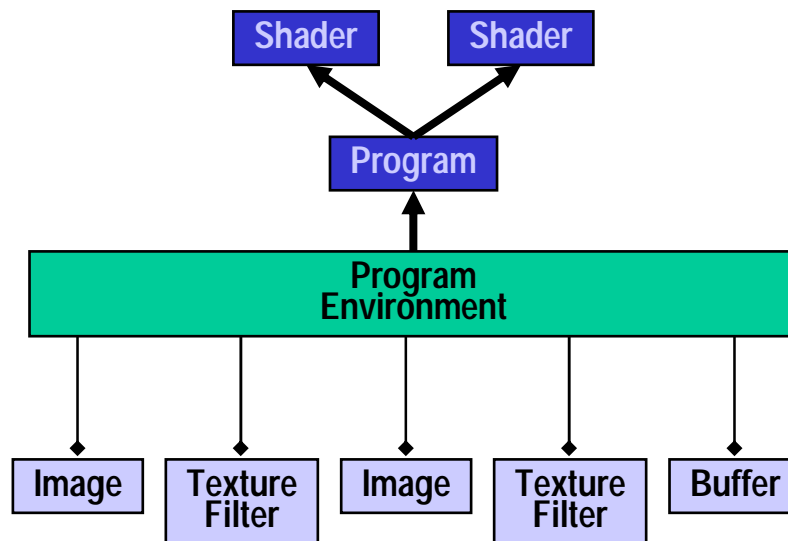 Shader
Shader
Program
Program
Environment
Image
Texture
Filter
Image
Texture
Filter
Buffer